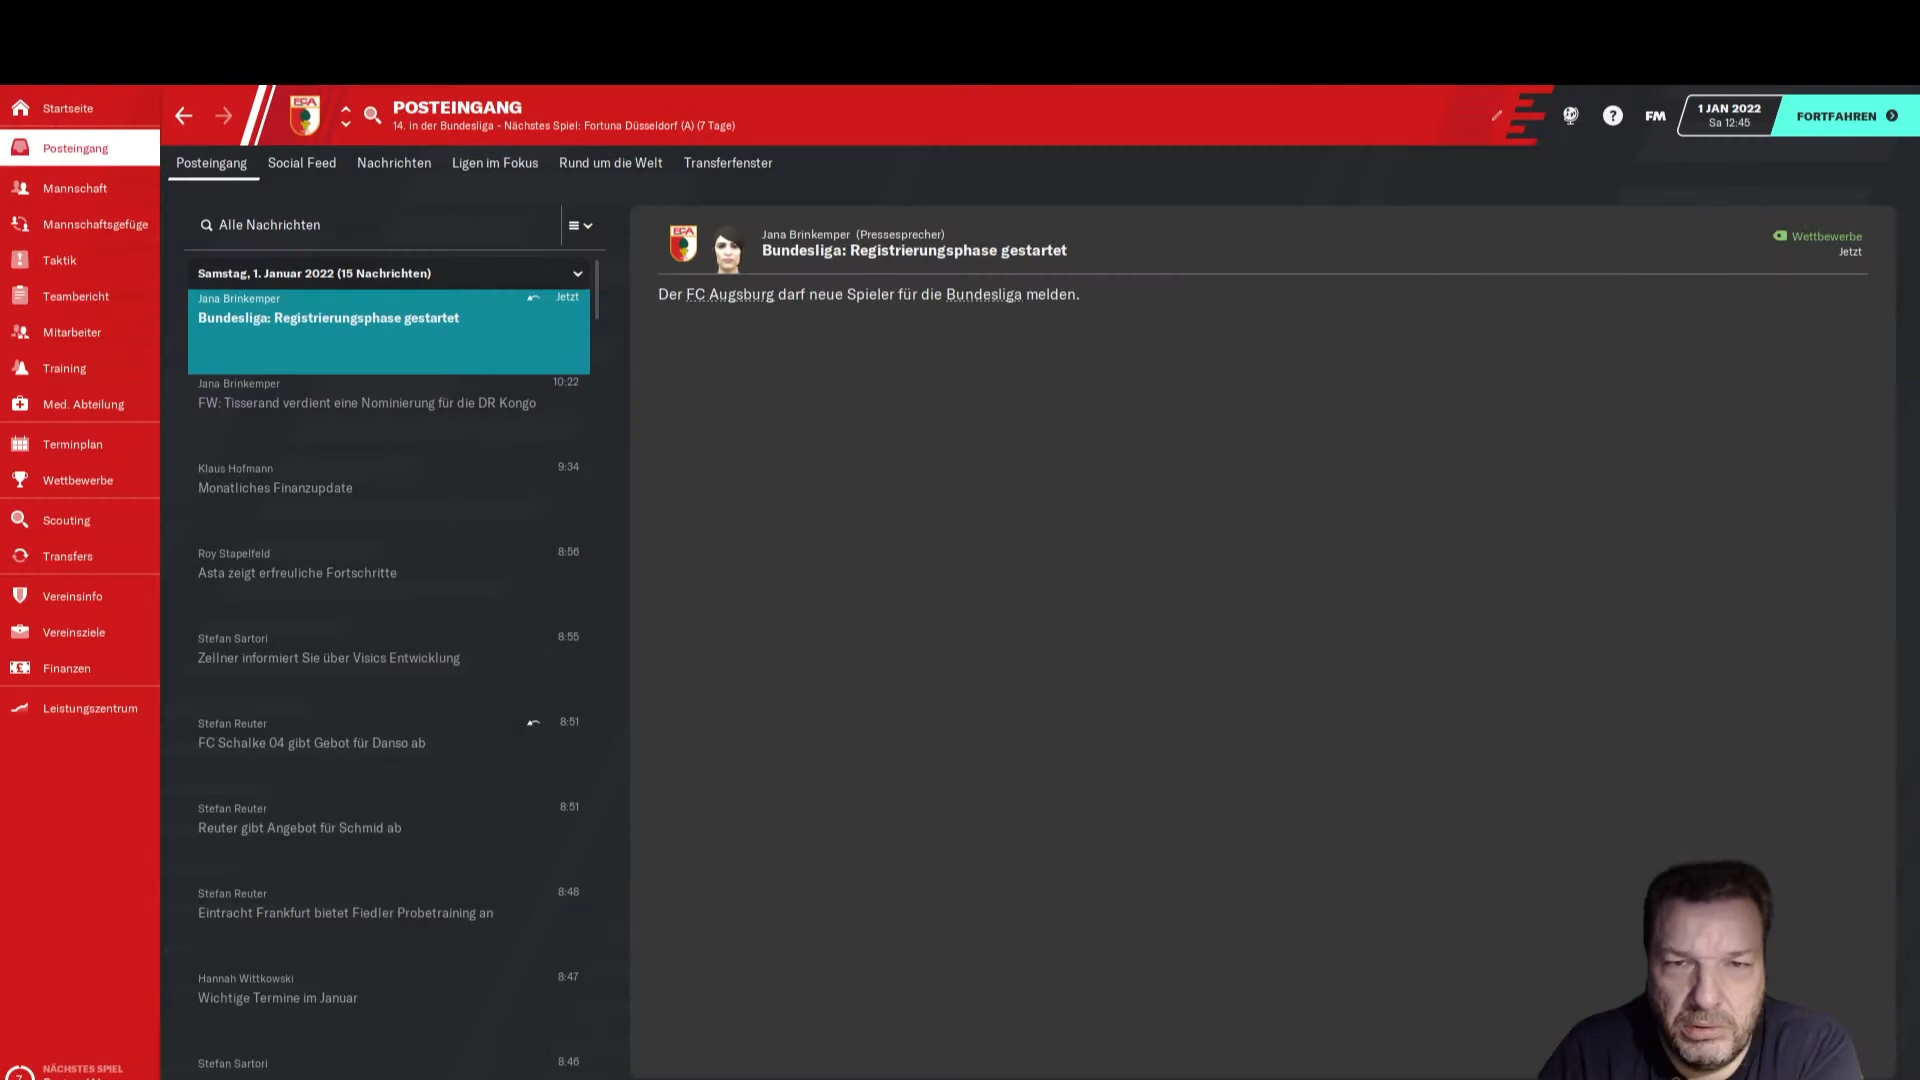 Startseite
Posteingang
Mannschaft
Mannschaftsgefüge
Taktik
Teambericht
Mitarbeiter
Training
Med. Abteilung
Terminplan
Wettbewerbe
Scouting
Transfers
Vereinsinfo
Vereinsziele
Finanzen
Leistungszentrum
NÄCHSTES SPIEL
POSTEINGANG
14. in der Bundesliga - Nächstes Spiel: Fortuna Düsseldorf (A) (7 Tage)
FM
1 JAN 2022
Sa 12:45
FORTFAHREN
Posteingang Social Feed Nachrichten Ligen im Fokus Rund um die Welt Transferfenster
Alle Nachrichten
Samstag, 1. Januar 2022 (15 Nachrichten)
Jana Brinkemper Jetzt
Bundesliga: Registrierungsphase gestartet
Jana Brinkemper 10:22
FW: Tisserand verdient eine Nominierung für die DR Kongo
Klaus Hofmann 9:34
Monatliches Finanzupdate
Roy Stapelfeld 8:56
Asta zeigt erfreuliche Fortschritte
Stefan Sartori 8:55
Zellner informiert Sie über Visics Entwicklung
Stefan Reuter 8:51
FC Schalke 04 gibt Gebot für Danso ab
Stefan Reuter 8:51
Reuter gibt Angebot für Schmid ab
Stefan Reuter 8:48
Eintracht Frankfurt bietet Fiedler Probetraining an
Hannah Wittkowski 8:47
Wichtige Termine im Januar
Stefan Sartori 8:46
Jana Brinkemper (Pressesprecher)
Bundesliga: Registrierungsphase gestartet
Wettbewerbe
Jetzt
Der FC Augsburg darf neue Spieler für die Bundesliga melden.